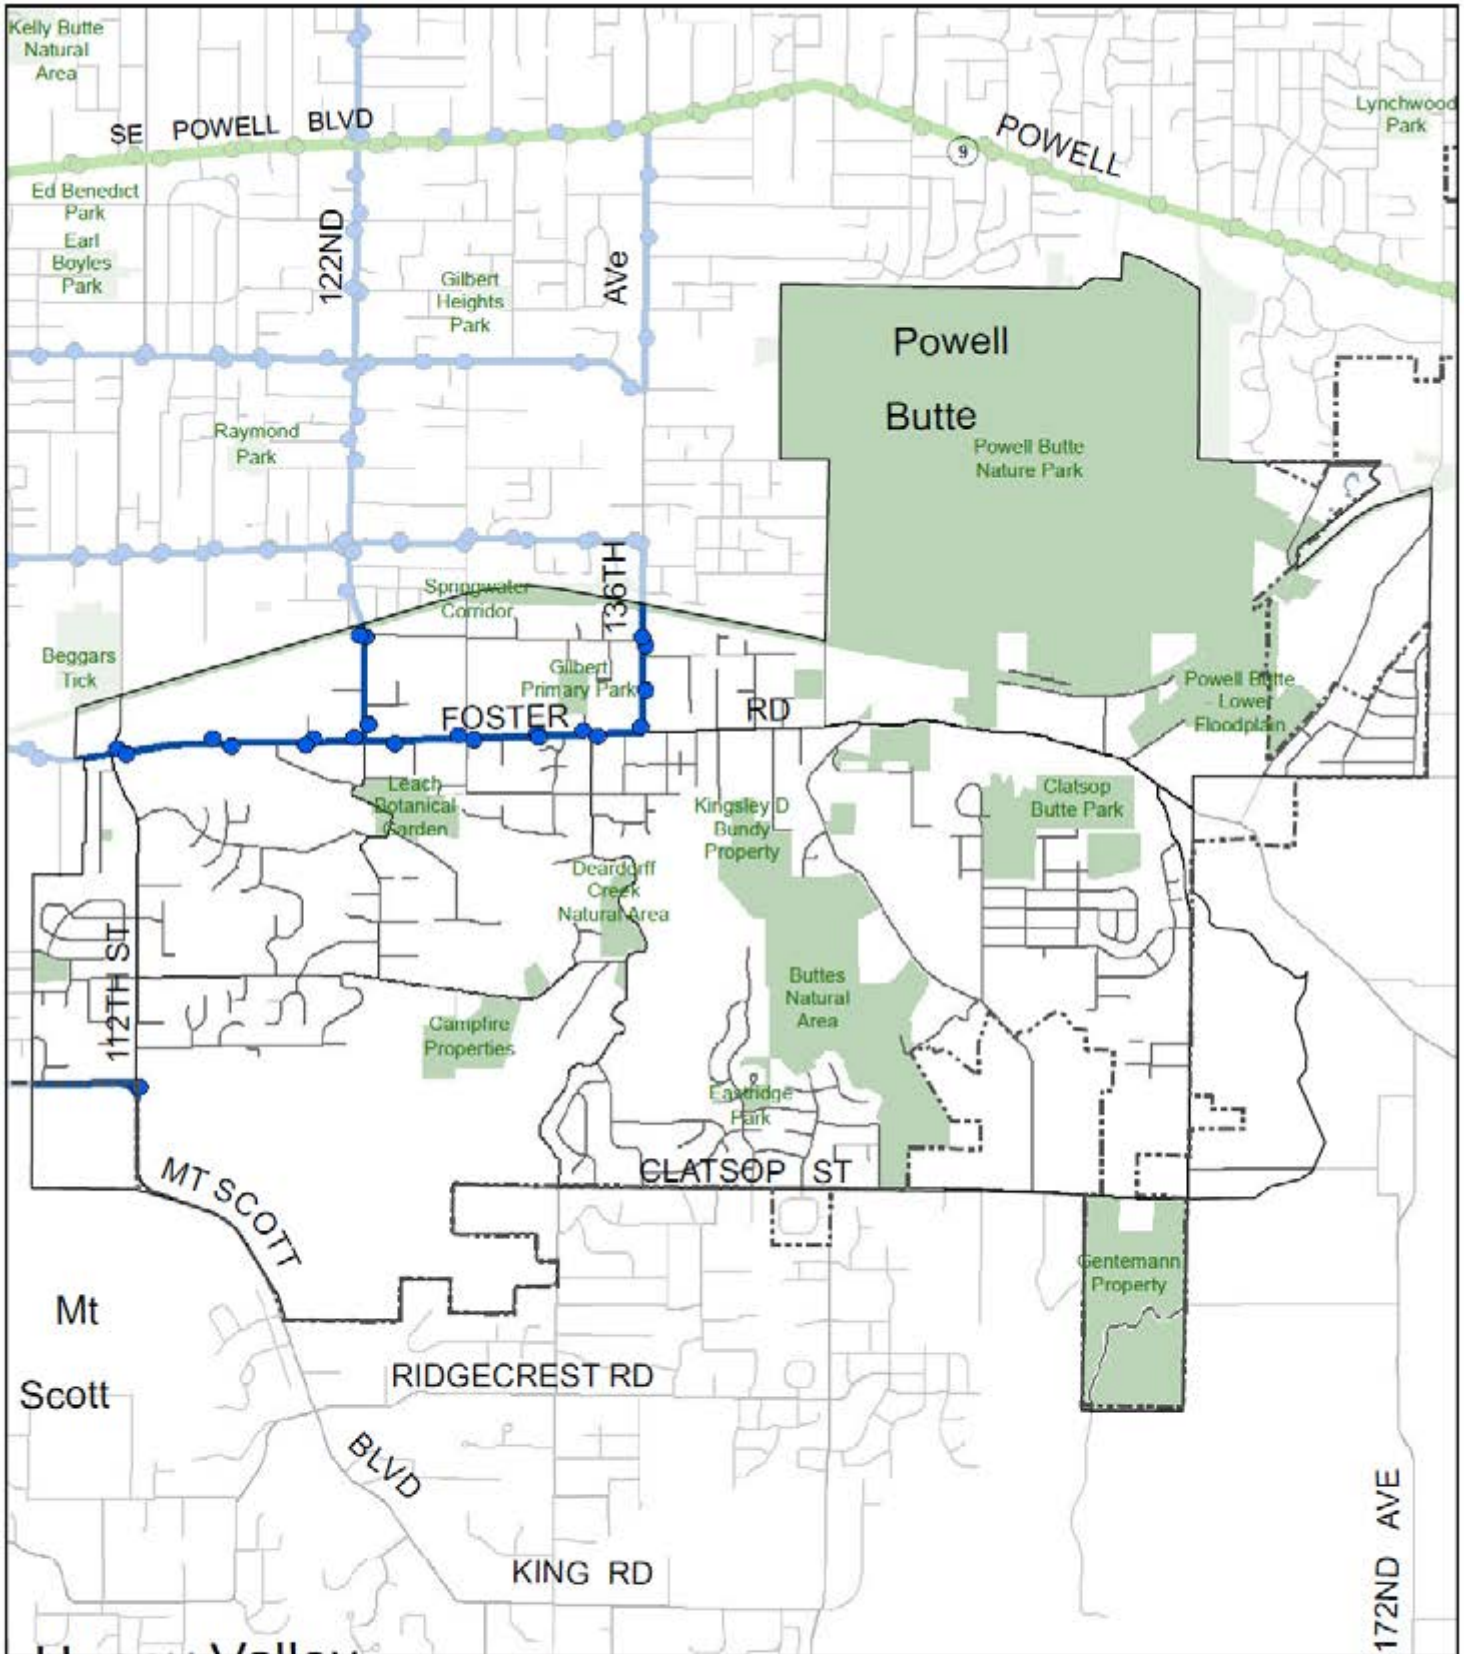 Kelly Butte
Natural
Area
SE POWELL BLVD
POWELL
9
Lynchwood
Park
Ed Benedict
Park
Earl
Boyles
Park
122ND
Gilbert
Heights
Park
AVe
Powell
Butte
Powell Butte
Nature Park
Raymond
Park
Springwater
Corridor
136TH
Beggars
Tick
Gilbert
Primary Park
FOSTER RD
Powell Butte
- Lower
Floodplain
Leach
Botanical
Garden
Kingsley D
Bundy
Property
Clatsop
Butte Park
Deardorff
Creek
Natural Area
112TH ST
Buttes
Natural
Area
Campfire
Properties
Eastridge
Park
CLATSOP ST
MT SCOTT
Gentemann
Property
Mt
Scott
RIDGECREST RD
BLVD
KING RD
172ND AVE
Valley